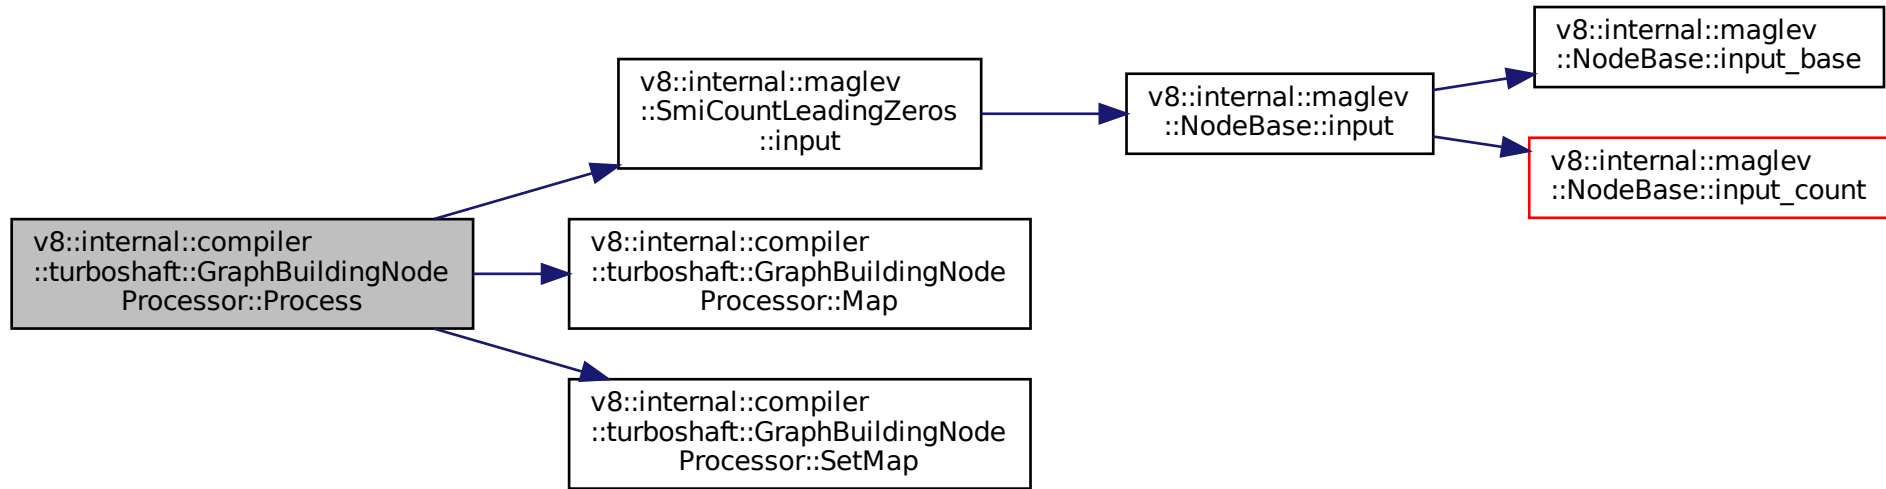 v8::internal::compiler
::turboshaft::GraphBuildingNode
Processor::Process
v8::internal::maglev
::SmiCountLeadingZeros
::input
v8::internal::compiler
::turboshaft::GraphBuildingNode
Processor::Map
v8::internal::compiler
::turboshaft::GraphBuildingNode
Processor::SetMap
v8::internal::maglev
::NodeBase::input
v8::internal::maglev
::NodeBase::input_base
v8::internal::maglev
::NodeBase::input_count